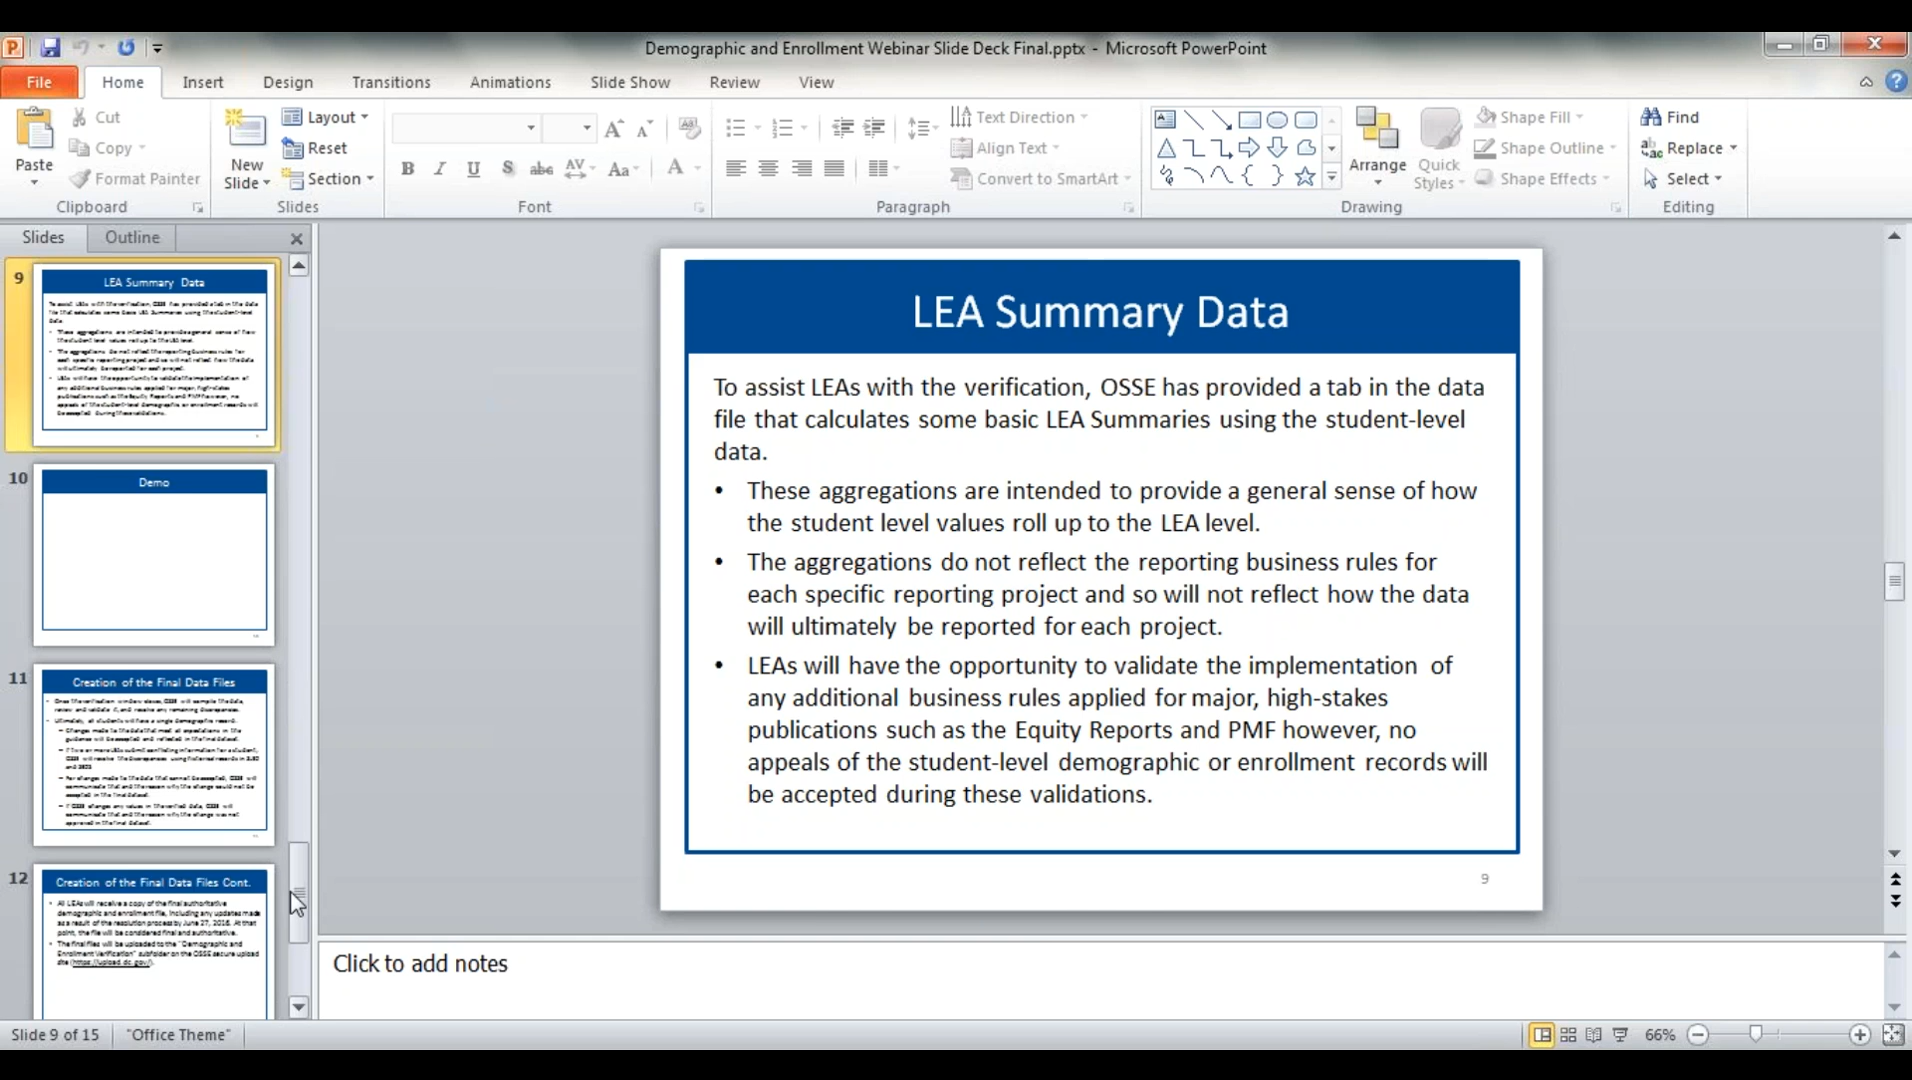 Demographic and Enrollment Webinar Slide Deck Final.pptx - Microsoft PowerPoint
File Home Insert Design Transitions Animations Slide Show Review View
Paste
Cut
Copy
Format Painter
Clipboard
New Slide
Layout
Reset
Section
Slides
Font
Text Direction
Align Text
Convert to SmartArt
Paragraph
Arrange
Quick Styles
Shape Fill
Shape Outline
Shape Effects
Drawing
Find
Replace
Select
Editing
Slides Outline
9
LEA Summary Data
10
Demo
11
Creation of the Final Data Files
12
Creation of the Final Data Files Cont.
LEA Summary Data
To assist LEAs with the verification, OSSE has provided a tab in the data
file that calculates some basic LEA Summaries using the student-level
data.
• These aggregations are intended to provide a general sense of how
the student level values roll up to the LEA level.
• The aggregations do not reflect the reporting business rules for
each specific reporting project and so will not reflect how the data
will ultimately be reported for each project.
• LEAs will have the opportunity to validate the implementation of
any additional business rules applied for major, high-stakes
publications such as the Equity Reports and PMF however, no
appeals of the student-level demographic or enrollment records will
be accepted during these validations.
9
Click to add notes
Slide 9 of 15 "Office Theme" 66%